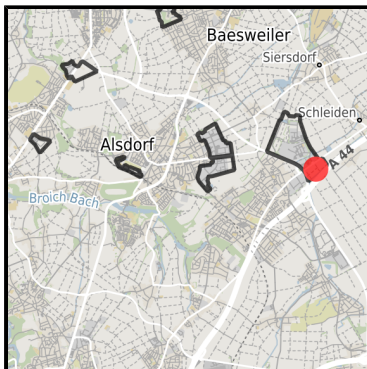 Baesweiler
Siersdorf
Schleiden
Alsdorf
A 44
Broich Bach